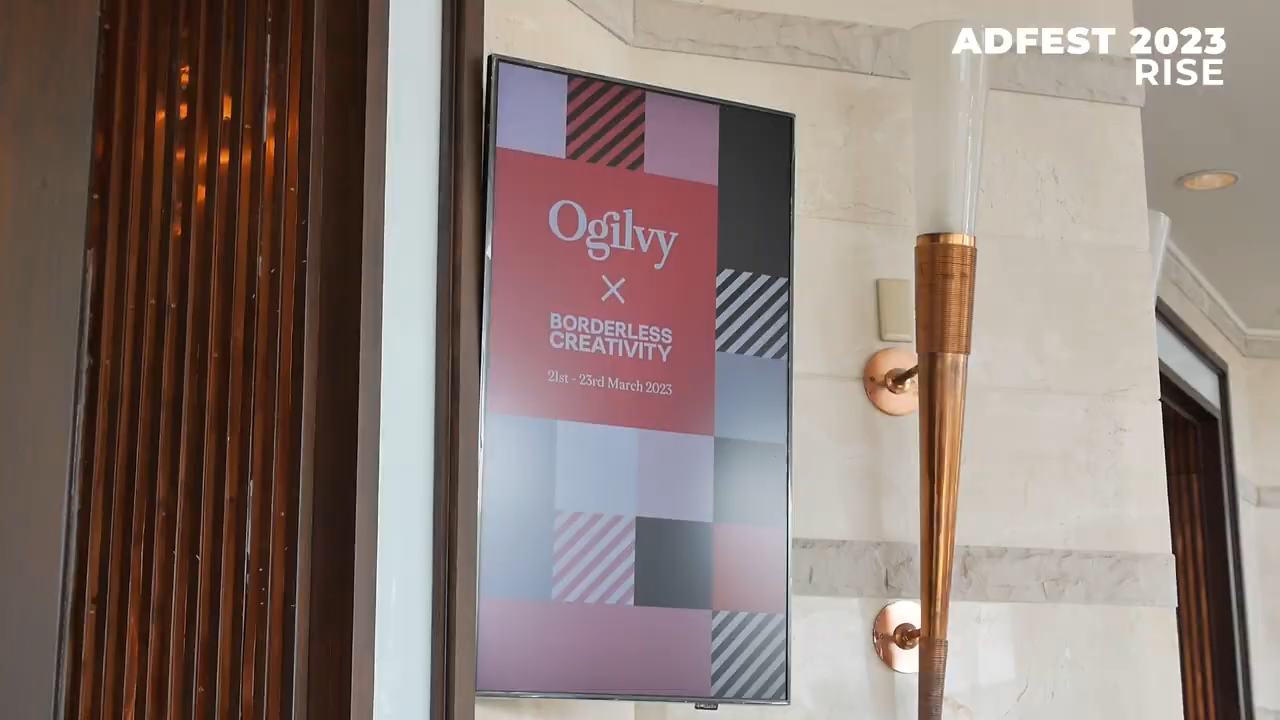 ADFEST 2023
RISE
Ogilvy
×
BORDERLESS
CREATIVITY
21st - 23rd March 2023